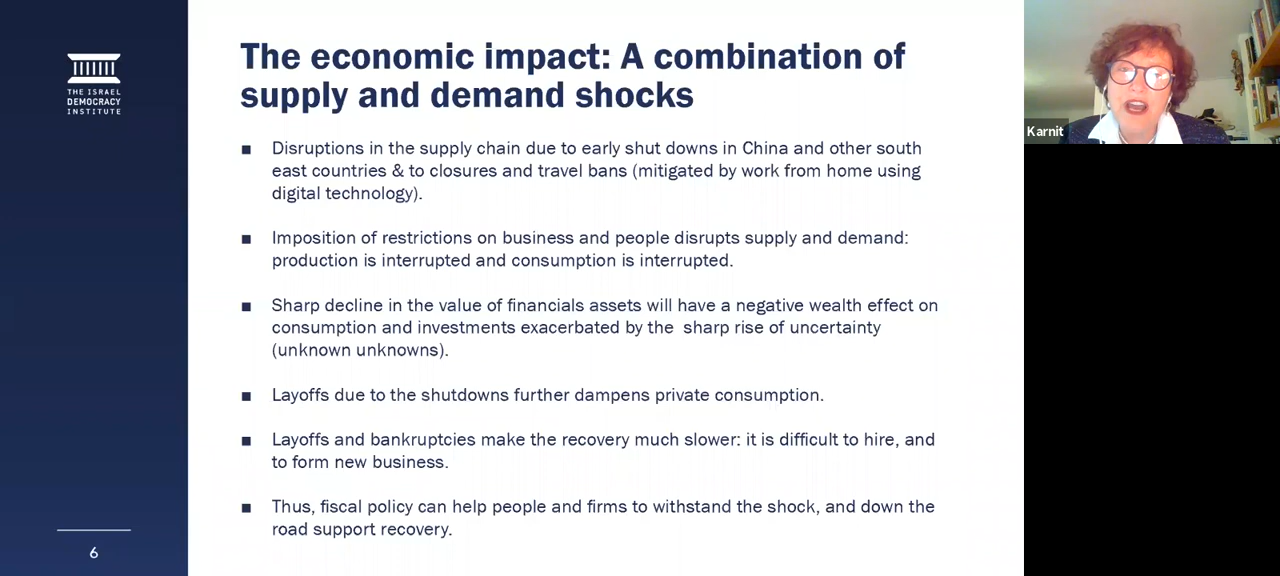 THE ISRAEL
DEMOCRACY
INSTITUTE
The economic impact: A combination of
supply and demand shocks
Disruptions in the supply chain due to early shut downs in China and other south
east countries & to closures and travel bans (mitigated by work from home using
digital technology).
Imposition of restrictions on business and people disrupts supply and demand:
production is interrupted and consumption is interrupted.
Sharp decline in the value of financials assets will have a negative wealth effect on
consumption and investments exacerbated by the  sharp rise of uncertainty
(unknown unknowns).
Layoffs due to the shutdowns further dampens private consumption.
Layoffs and bankruptcies make the recovery much slower: it is difficult to hire, and
to form new business.
Thus, fiscal policy can help people and firms to withstand the shock, and down the
road support recovery.
6
Karnit